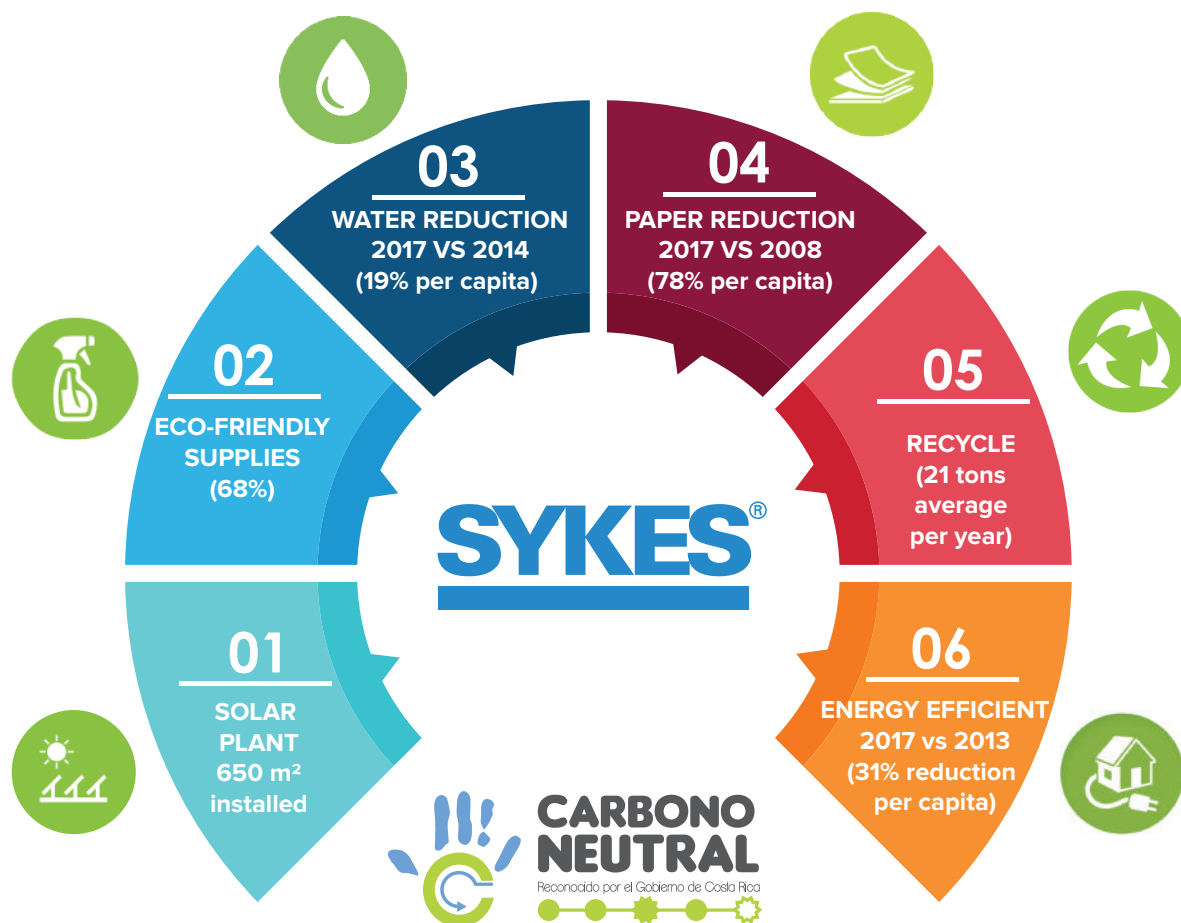 01
SOLAR
PLANT
650 m²
installed
02
ECO-FRIENDLY
SUPPLIES
(68%)
03
WATER REDUCTION
2017 VS 2014
(19% per capita)
04
PAPER REDUCTION
2017 VS 2008
(78% per capita)
05
RECYCLE
(21 tons
average
per year)
06
ENERGY EFFICIENT
2017 vs 2013
(31% reduction
per capita)
SYKES®
CARBONO
NEUTRAL
Reconocido por el Gobierno de Costa Rica